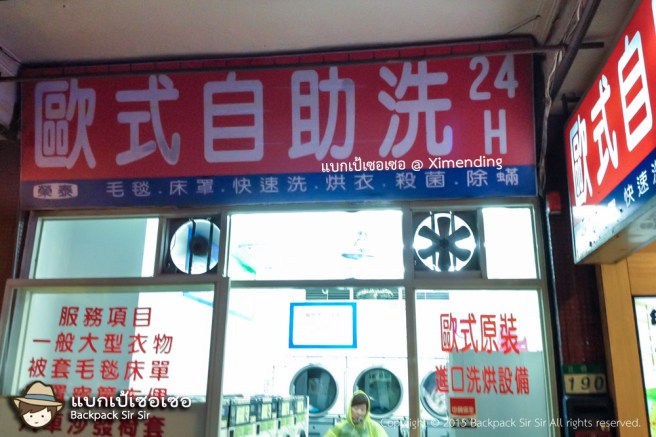 歐式自助洗 24
H
แบกเป้เซอเซอ @ Ximending
榮泰 毛毯.床罩.快速洗.烘衣.殺菌.除蟎
歐式自
快速洗
服務項目
一般大型衣物
被套毛毯床單
歐式原裝
進口洗烘設備
190
แบกเป้เซอเซอ
Backpack Sir Sir
Copyright © 2015 Backpack Sir Sir All rights reserved.